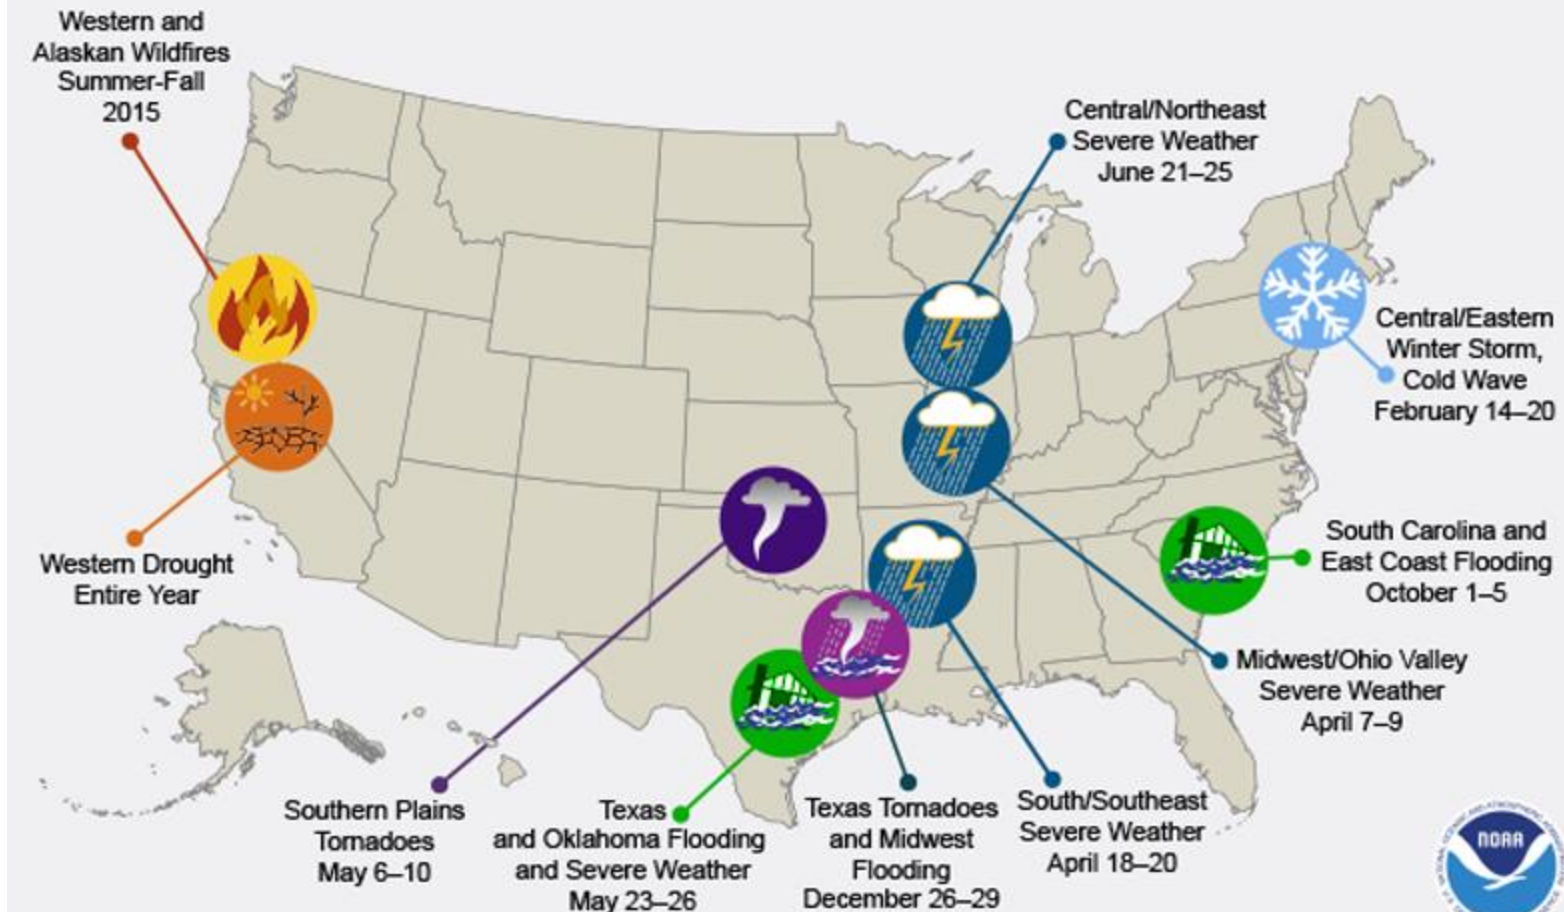 Western and
Alaskan Wildfires
Summer-Fall
2015
Central/Northeast
Severe Weather
June 21–25
Central/Eastern
Winter Storm,
Cold Wave
February 14–20
South Carolina and
East Coast Flooding
October 1–5
Western Drought
Entire Year
Midwest/Ohio Valley
Severe Weather
April 7–9
Southern Plains
Tornadoes
May 6–10
Texas
and Oklahoma Flooding
and Severe Weather
May 23–26
Texas Tornadoes
and Midwest
Flooding
December 26–29
South/Southeast
Severe Weather
April 18–20
NOAA